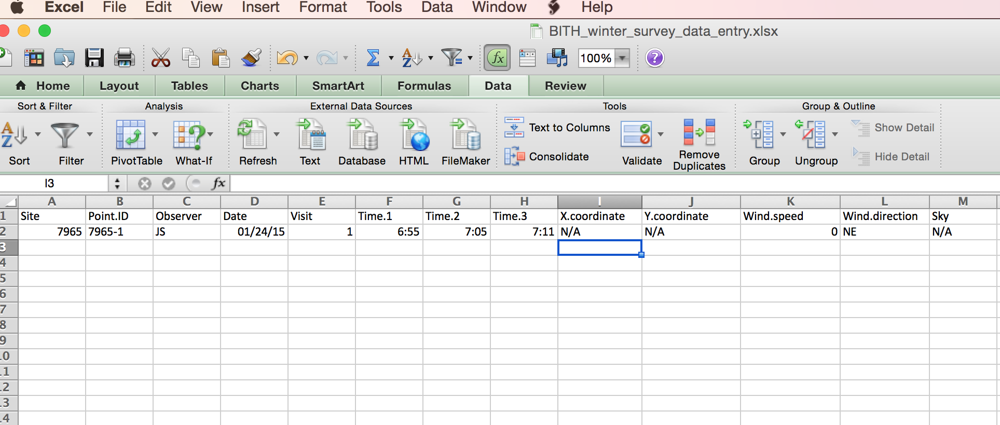 Excel File Edit View Insert Format Tools Data Window Help
BITH_winter_survey_data_entry.xlsx
100% ?
Home Layout Tables Charts SmartArt Formulas Data Review
Sort & Filter Analysis External Data Sources Tools Group & Outline
Text to Columns Show Detail
Consolidate Hide Detail
Sort Filter PivotTable What-If Refresh Text Database HTML FileMaker Validate Remove Duplicates Group Ungroup
I3 fx
A B C D E F G H I J K L M
1 Site Point.ID Observer Date Visit Time.1 Time.2 Time.3 X.coordinate Y.coordinate Wind.speed Wind.direction Sky
2 7965 7965-1 JS 01/24/15 1 6:55 7:05 7:11 N/A N/A 0 NE N/A
3
4
5
6
7
8
9
.0
.1
.2
.3
.4